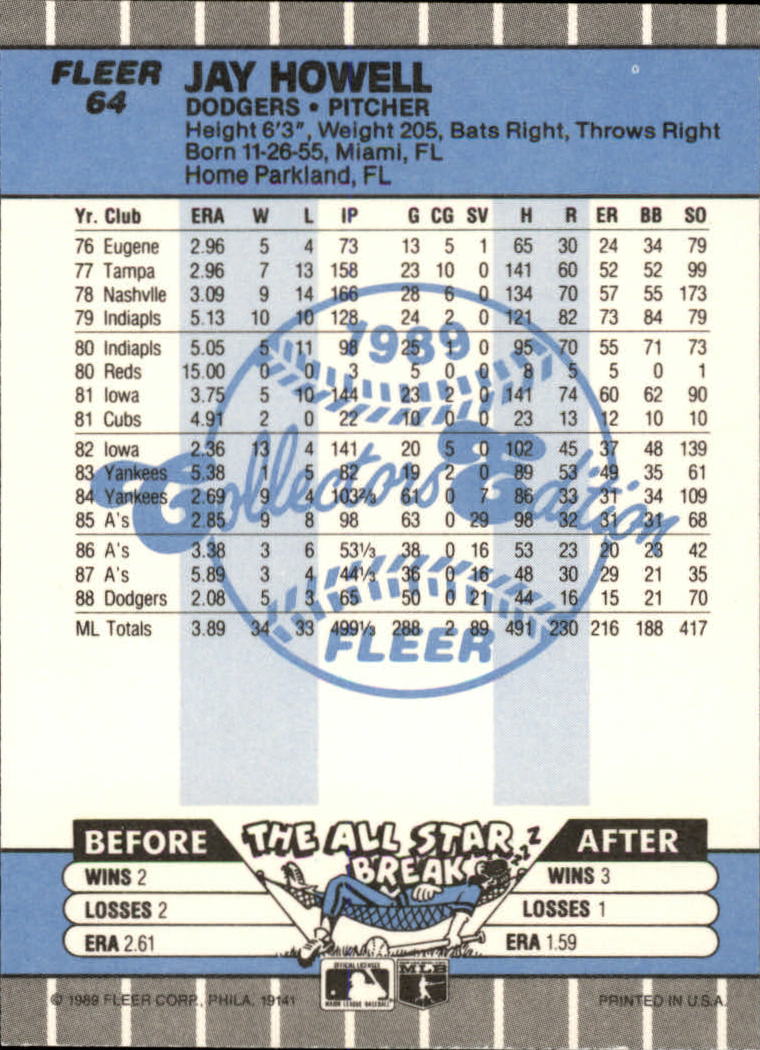 FLEER
64
JAY HOWELL
DODGERS • PITCHER
Height 6'3", Weight 205, Bats Right, Throws Right
Born 11-26-55, Miami, FL
Home Parkland, FL
Yr. Club ERA W L IP G CG SV H R ER BB SO
76 Eugene 2.96 5 4 73 13 5 1 65 30 24 34 79
77 Tampa 2.96 7 13 158 23 10 0 141 60 52 52 99
78 Nashvlle 3.09 9 14 166 28 6 0 134 70 57 55 173
79 Indiapls 5.13 10 10 128 24 2 0 121 82 73 84 79
80 Indiapls 5.05 5 11 98 25 1 0 95 70 55 71 73
80 Reds 15.00 0 0 3 5 0 0 8 5 5 0 1
81 Iowa 3.75 5 10 144 23 2 0 141 74 60 62 90
81 Cubs 4.91 2 0 22 10 0 0 23 13 12 10 10
82 Iowa 2.36 13 4 141 20 5 0 102 45 37 48 139
83 Yankees 5.38 1 5 82 19 2 0 89 53 49 35 61
84 Yankees 2.69 9 4 103⅔ 61 0 7 86 33 31 34 109
85 A's 2.85 9 8 98 63 0 29 98 32 31 31 68
86 A's 3.38 3 6 53⅓ 38 0 16 53 23 20 23 42
87 A's 5.89 3 4 44⅓ 36 0 16 48 30 29 21 35
88 Dodgers 2.08 5 3 65 50 0 21 44 16 15 21 70
ML Totals 3.89 34 33 499⅓ 288 2 89 491 230 216 188 417
1989
Collectors Edition
FLEER
BEFORE THE ALL STAR BREAK ZZZZ AFTER
WINS 2 WINS 3
LOSSES 2 LOSSES 1
ERA 2.61 ERA 1.59
OFFICIAL LICENSEE
MAJOR LEAGUE BASEBALL
MLB
© 1989 FLEER CORP., PHILA. 19141 PRINTED IN U.S.A.